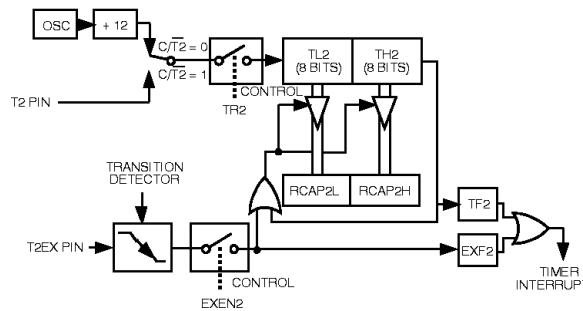 OSC
÷ 12
C/T2 = 0
C/T2 = 1
T2 PIN
TR2
CONTROL
TL2
(8 BITS)
TH2
(8 BITS)
TRANSITION
DETECTOR
RCAP2L
RCAP2H
TF2
T2EX PIN
EXF2
CONTROL
EXEN2
TIMER
INTERRUPT